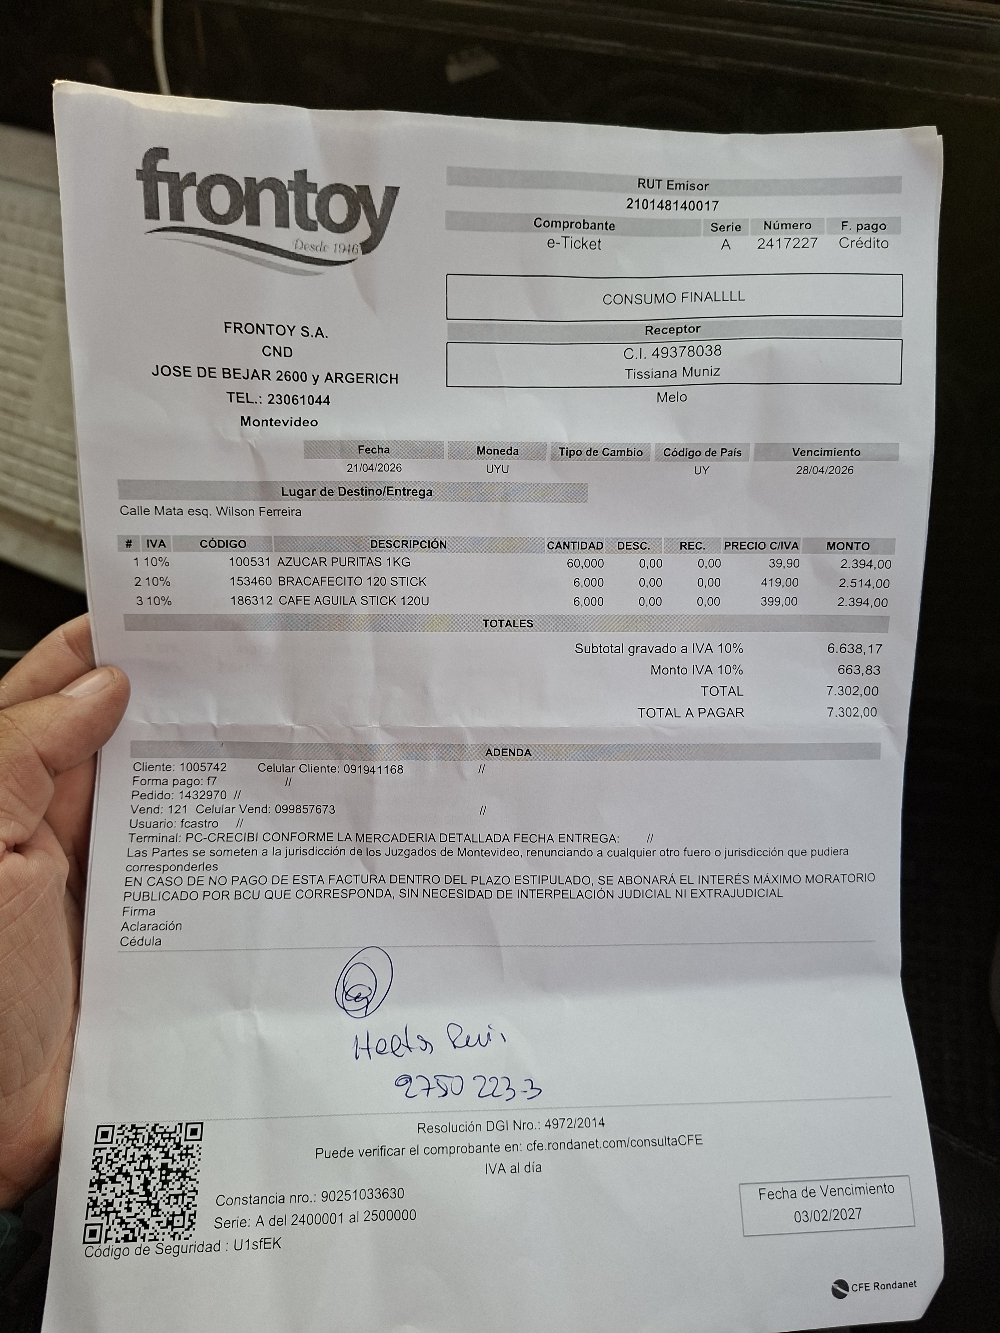 frontoy
Desde 1946
FRONTOY S.A.
CND
JOSE DE BEJAR 2600 y ARGERICH
TEL.: 23061044
Montevideo
RUT Emisor
210148140017
Comprobante Serie Número F. pago
e-Ticket A 2417227 Crédito
CONSUMO FINALLLL
Receptor
C.I. 49378038
Tissiana Muniz
Melo
Fecha Moneda Tipo de Cambio Código de País Vencimiento
21/04/2026 UYU UY 28/04/2026
Lugar de Destino/Entrega
Calle Mata esq. Wilson Ferreira
# IVA CÓDIGO DESCRIPCIÓN CANTIDAD DESC. REC. PRECIO C/IVA MONTO
1 10% 100531 AZUCAR PURITAS 1KG 60,000 0,00 0,00 39,90 2.394,00
2 10% 153460 BRACAFECITO 120 STICK 6,000 0,00 0,00 419,00 2.514,00
3 10% 186312 CAFE AGUILA STICK 120U 6,000 0,00 0,00 399,00 2.394,00
TOTALES
Subtotal gravado a IVA 10% 6.638,17
Monto IVA 10% 663,83
TOTAL 7.302,00
TOTAL A PAGAR 7.302,00
ADENDA
Cliente: 1005742 Celular Cliente: 091941168 //
Forma pago: f7 //
Pedido: 1432970 //
Vend: 121 Celular Vend: 099857673 //
Usuario: fcastro //
Terminal: PC-CRECIBI CONFORME LA MERCADERIA DETALLADA FECHA ENTREGA: //
Las Partes se someten a la jurisdicción de los Juzgados de Montevideo, renunciando a cualquier otro fuero o jurisdicción que pudiera
corresponderles
EN CASO DE NO PAGO DE ESTA FACTURA DENTRO DEL PLAZO ESTIPULADO, SE ABONARÁ EL INTERÉS MÁXIMO MORATORIO
PUBLICADO POR BCU QUE CORRESPONDA, SIN NECESIDAD DE INTERPELACIÓN JUDICIAL NI EXTRAJUDICIAL
Firma
Aclaración
Cédula
2750 223-3
Resolución DGI Nro.: 4972/2014
Puede verificar el comprobante en: cfe.rondanet.com/consultaCFE
IVA al día
Constancia nro.: 90251033630
Serie: A del 2400001 al 2500000
Código de Seguridad : U1sfEK
Fecha de Vencimiento
03/02/2027
CFE Rondanet